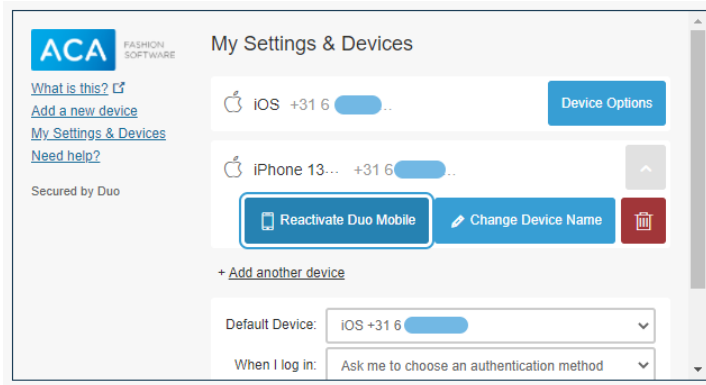 ACA FASHION SOFTWARE
What is this?
Add a new device
My Settings & Devices
Need help?
Secured by Duo
My Settings & Devices
iOS +31 6 ..
Device Options
iPhone 13... +31 6 ..
Reactivate Duo Mobile
Change Device Name
+ Add another device
Default Device: iOS +31 6
When I log in: Ask me to choose an authentication method